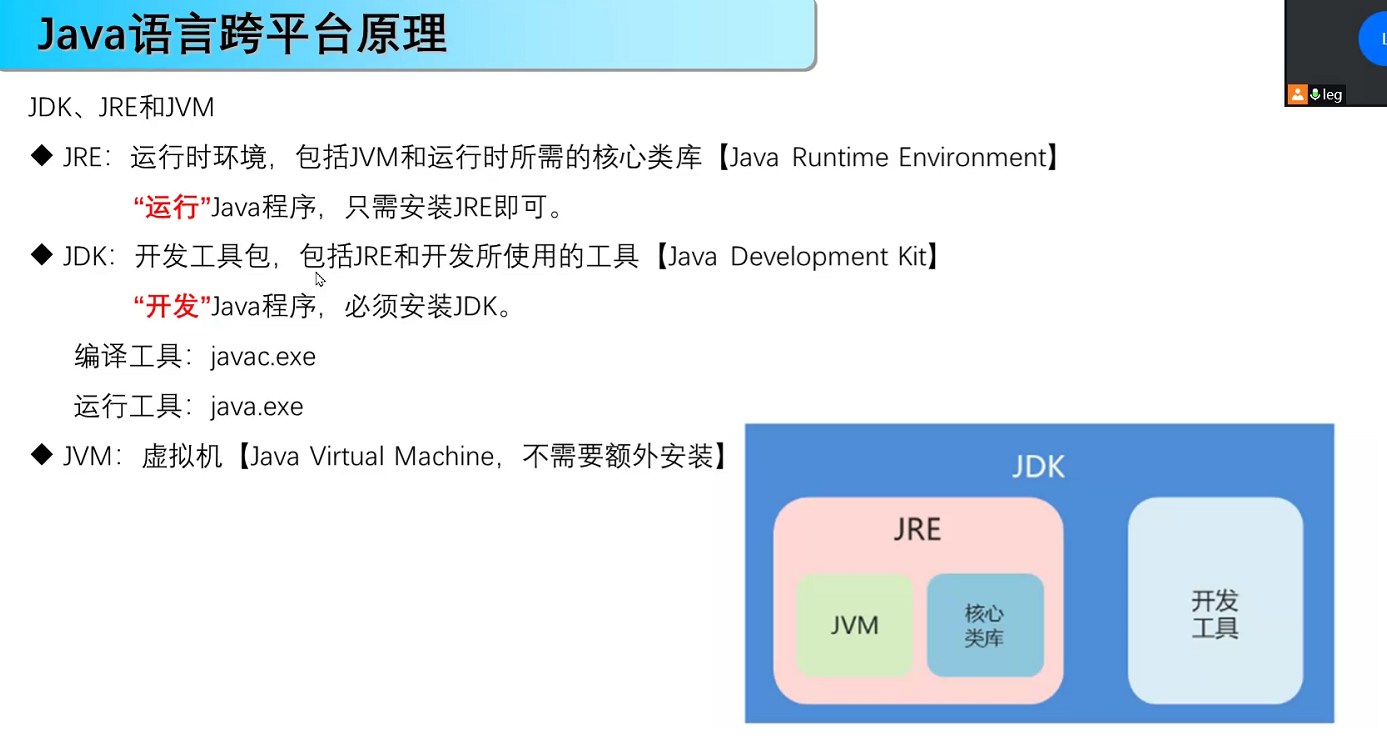 Java语言跨平台原理
leg
JDK、JRE和JVM
◆ JRE：运行时环境，包括JVM和运行时所需的核心类库【Java Runtime Environment】
“运行”Java程序，只需安装JRE即可。
◆ JDK：开发工具包，包括JRE和开发所使用的工具【Java Development Kit】
“开发”Java程序，必须安装JDK。
编译工具：javac.exe
运行工具：java.exe
◆ JVM：虚拟机【Java Virtual Machine，不需要额外安装】
JDK
JRE
JVM
核心
类库
开发
工具